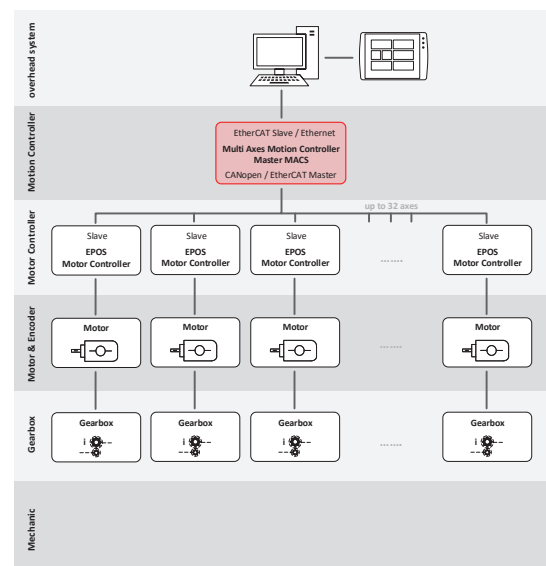 overhead system
Motion Controller
EtherCAT Slave / Ethernet
Multi Axes Motion Controller
Master MACS
CANopen / EtherCAT Master
up to 32 axes
Motor Controller
Slave
EPOS
Motor Controller
Slave
EPOS
Motor Controller
Slave
EPOS
Motor Controller
.......
Slave
EPOS
Motor Controller
Motor & Encoder
Motor
Motor
Motor
.......
Motor
Gearbox
Gearbox
i
Gearbox
i
Gearbox
i
.......
Gearbox
i
Mechanic